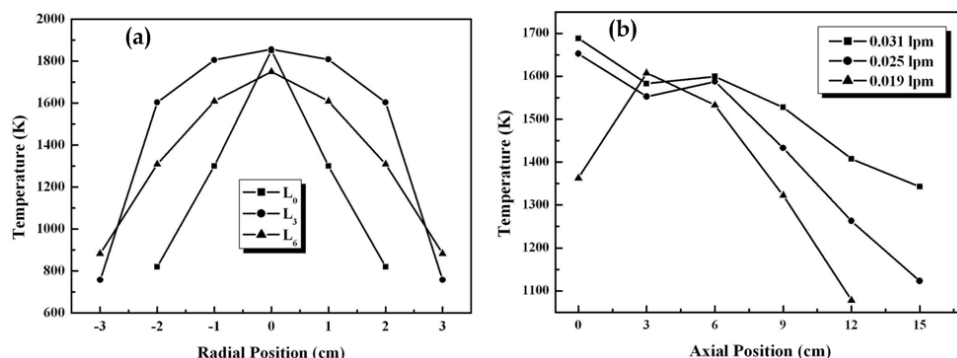 (a)
Temperature (K)
2000
1800
1600
1400
1200
1000
800
600
L0
L3
L6
-3 -2 -1 0 1 2 3
Radial Position (cm)
(b)
Temperature (K)
1700
1600
1500
1400
1300
1200
1100
0.031 lpm
0.025 lpm
0.019 lpm
0 3 6 9 12 15
Axial Position (cm)